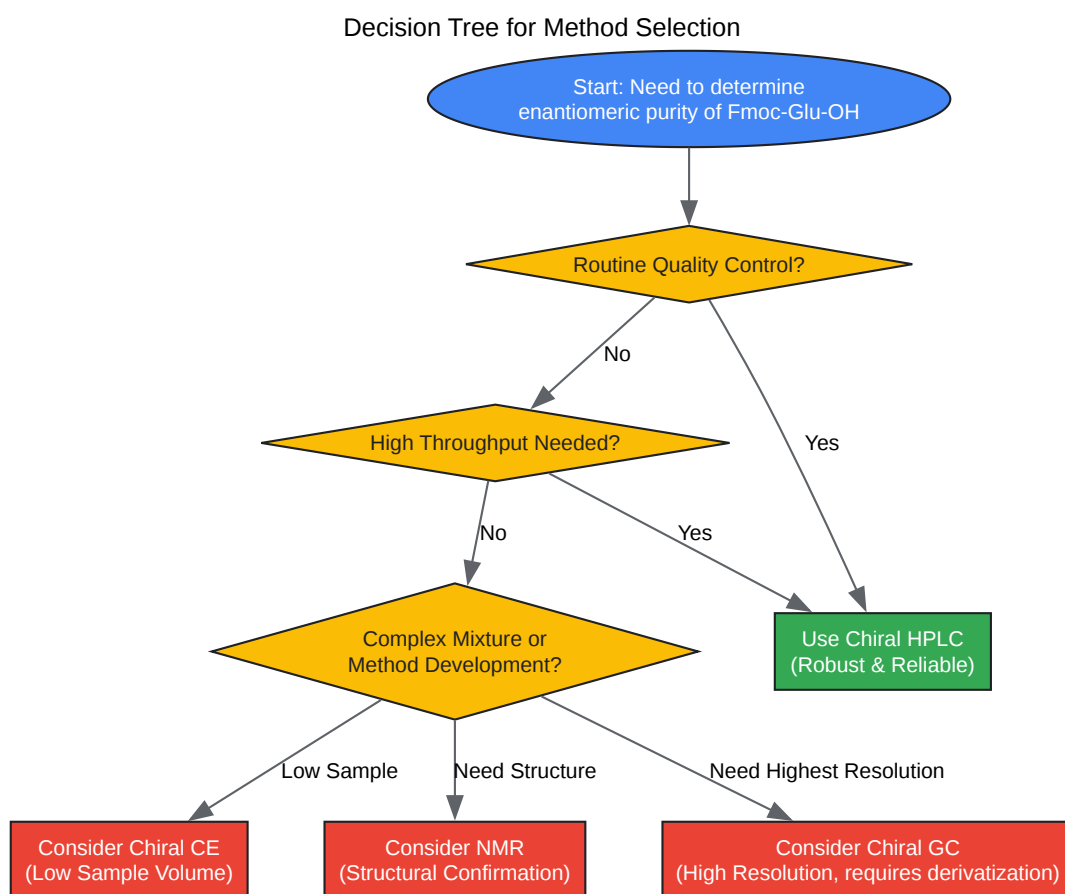 Decision Tree for Method Selection
Start: Need to determine
enantiomeric purity of Fmoc-Glu-OH
Routine Quality Control?
No
Yes
High Throughput Needed?
No
Yes
Complex Mixture or
Method Development?
Use Chiral HPLC
(Robust & Reliable)
Low Sample
Need Structure
Need Highest Resolution
Consider Chiral CE
(Low Sample Volume)
Consider NMR
(Structural Confirmation)
Consider Chiral GC
(High Resolution, requires derivatization)